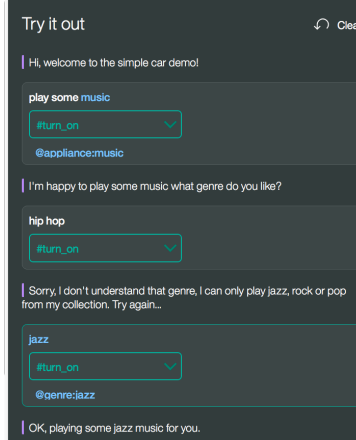 Try it out
Clea
Hi, welcome to the simple car demo!
play some music
#turn_on
@appliance:music
I'm happy to play some music what genre do you like?
hip hop
#turn_on
Sorry, I don't understand that genre, I can only play jazz, rock or pop
from my collection. Try again...
jazz
#turn_on
@genre:jazz
OK, playing some jazz music for you.